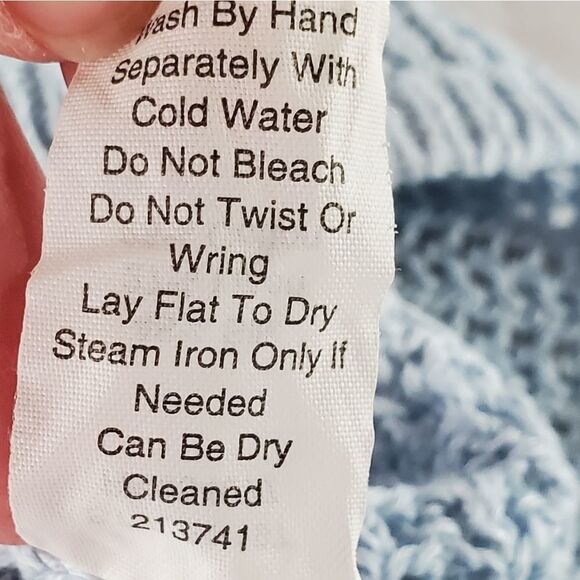 Wash By Hand
Separately With
Cold Water
Do Not Bleach
Do Not Twist Or
Wring
Lay Flat To Dry
Steam Iron Only If
Needed
Can Be Dry
Cleaned
213741